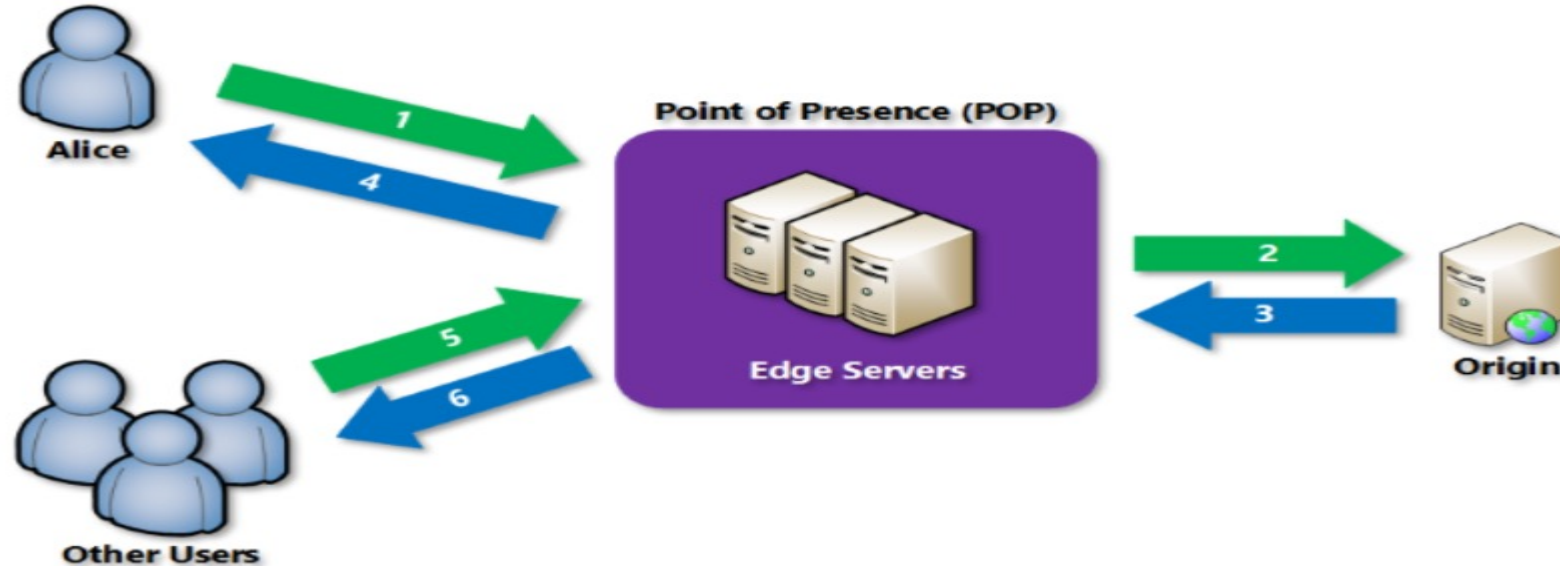 Alice
1
4
Point of Presence (POP)
Edge Servers
2
3
Origin
5
6
Other Users